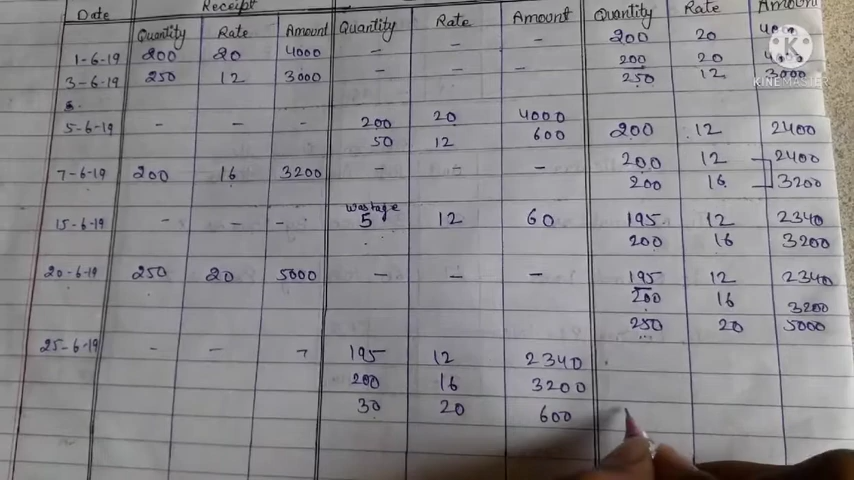 Date Receipt
Quantity Rate Amount Quantity Rate Amount Quantity Rate Amount
1-6-19 200 20 4000 - - - 200 20 4000
3-6-19 250 12 3000 - - - 200 20
250 12 3000
KINEMASTER
5-6-19 - - - 200 20 4000 200 12 2400
50 12 600
7-6-19 200 16 3200 - - - 200 12 2400
200 16 3200
wastage
15-6-19 - - - 5 12 60 195 12 2340
200 16 3200
20-6-19 250 20 5000 - - - 195 12 2340
200 16 3200
250 20 5000
25-6-19 - - - 195 12 2340
200 16 3200
30 20 600